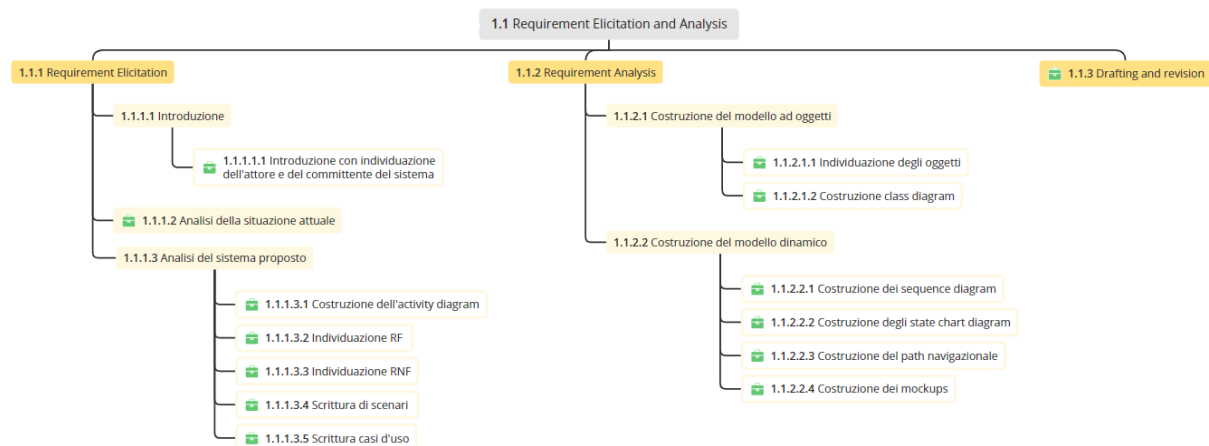 1.1 Requirement Elicitation and Analysis
1.1.1 Requirement Elicitation
1.1.1.1 Introduzione
1.1.1.1.1 Introduzione con individuazione
dell'attore e del committente del sistema
1.1.1.2 Analisi della situazione attuale
1.1.1.3 Analisi del sistema proposto
1.1.1.3.1 Costruzione dell'activity diagram
1.1.1.3.2 Individuazione RF
1.1.1.3.3 Individuazione RNF
1.1.1.3.4 Scrittura di scenari
1.1.1.3.5 Scrittura casi d'uso
1.1.2 Requirement Analysis
1.1.2.1 Costruzione del modello ad oggetti
1.1.2.1.1 Individuazione degli oggetti
1.1.2.1.2 Costruzione class diagram
1.1.2.2 Costruzione del modello dinamico
1.1.2.2.1 Costruzione dei sequence diagram
1.1.2.2.2 Costruzione degli state chart diagram
1.1.2.2.3 Costruzione del path navigazionale
1.1.2.2.4 Costruzione dei mockups
1.1.3 Drafting and revision